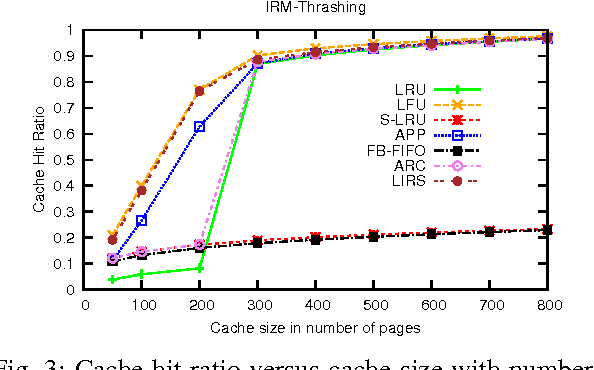 IRM-Thrashing
1
0.9
0.8
0.7
0.6
0.5
0.4
0.3
0.2
0.1
0
Cache Hit Ratio
LRU
LFU
S-LRU
APP
FB-FIFO
ARC
LIRS
0 100 200 300 400 500 600 700 800
Cache size in number of pages
Fig. 3: Cache hit ratio versus cache size with number